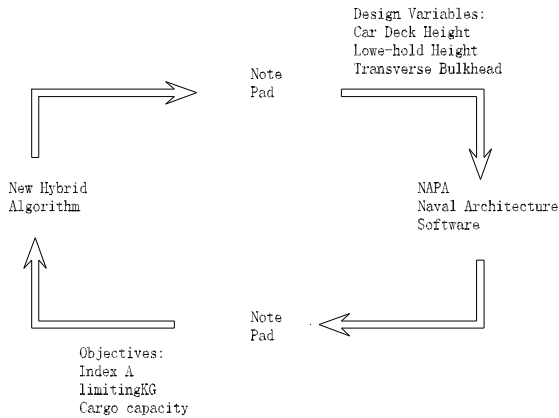 Design Variables:
Car Deck Height
Lowe-hold Height
Transverse Bulkhead
Note
Pad
New Hybrid
Algorithm
NAPA
Naval Architecture
Software
Note
Pad
Objectives:
Index A
limitingKG
Cargo capacity